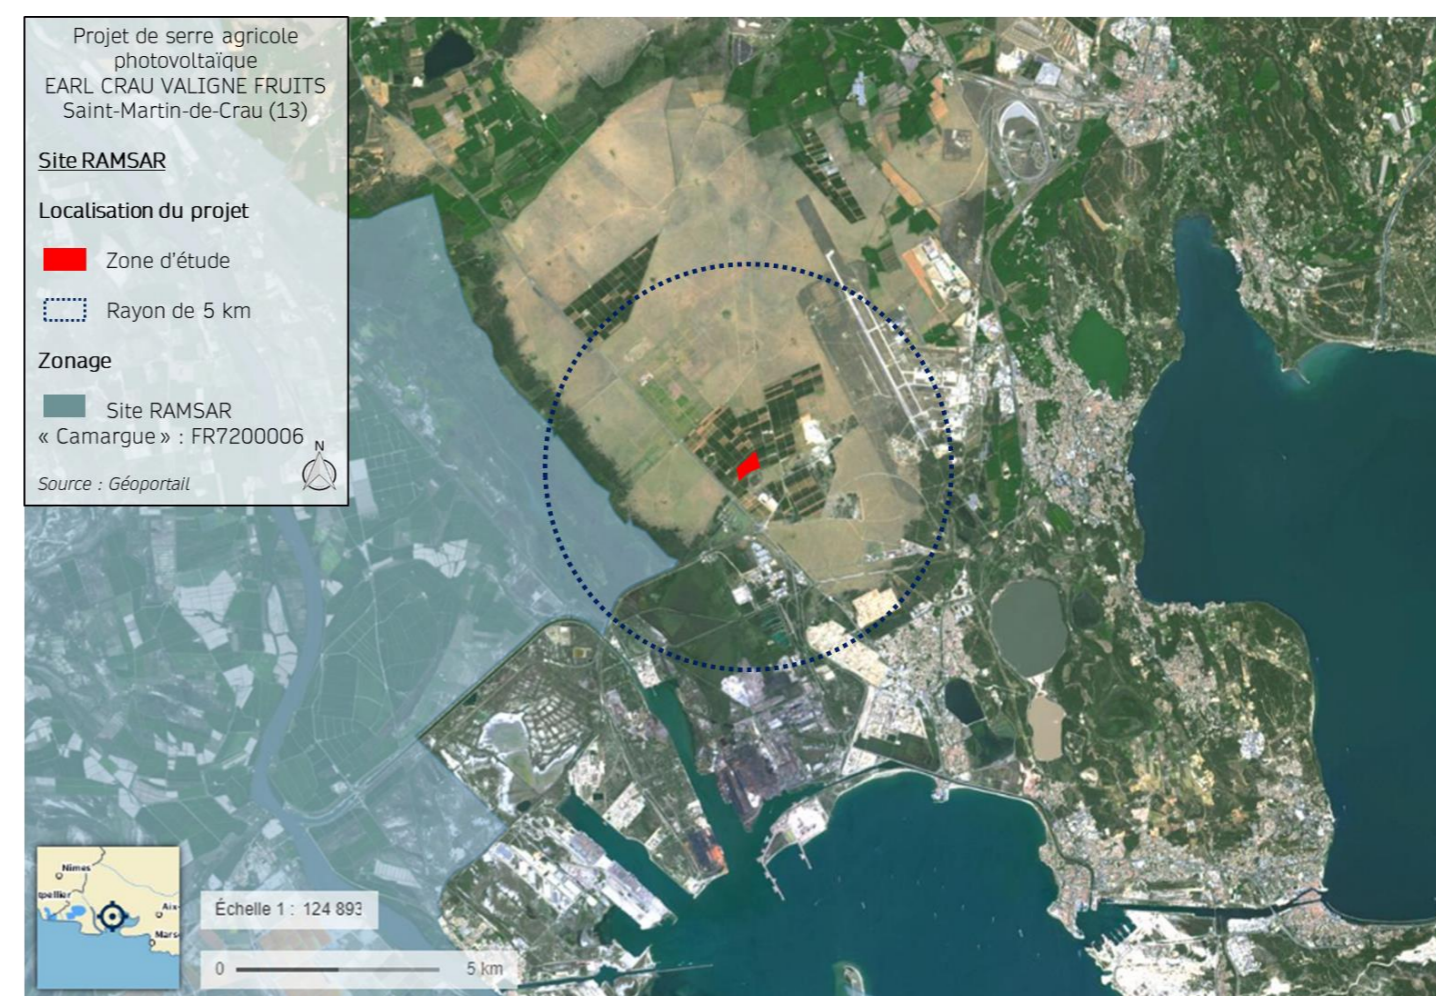 Projet de serre agricole
photovoltaïque
EARL CRAU VALIGNE FRUITS
Saint-Martin-de-Crau (13)
Site RAMSAR
Localisation du projet
Zone d'étude
Rayon de 5 km
Zonage
Site RAMSAR
« Camargue » : FR7200006
N
Source : Géoportail
Nîmes
tpellier
Aix-
Mars
Échelle 1 : 124 893
0 5 km